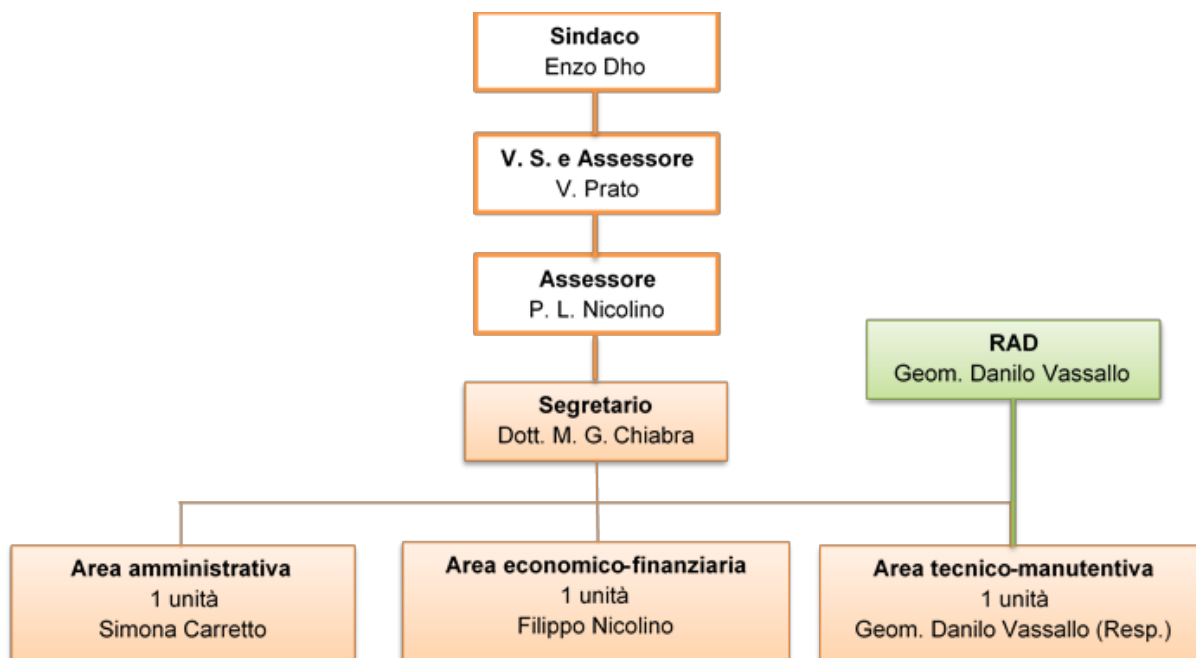 Sindaco
Enzo Dho
V. S. e Assessore
V. Prato
Assessore
P. L. Nicolino
RAD
Geom. Danilo Vassallo
Segretario
Dott. M. G. Chiabra
Area amministrativa
1 unità
Simona Carretto
Area economico-finanziaria
1 unità
Filippo Nicolino
Area tecnico-manutentiva
1 unità
Geom. Danilo Vassallo (Resp.)